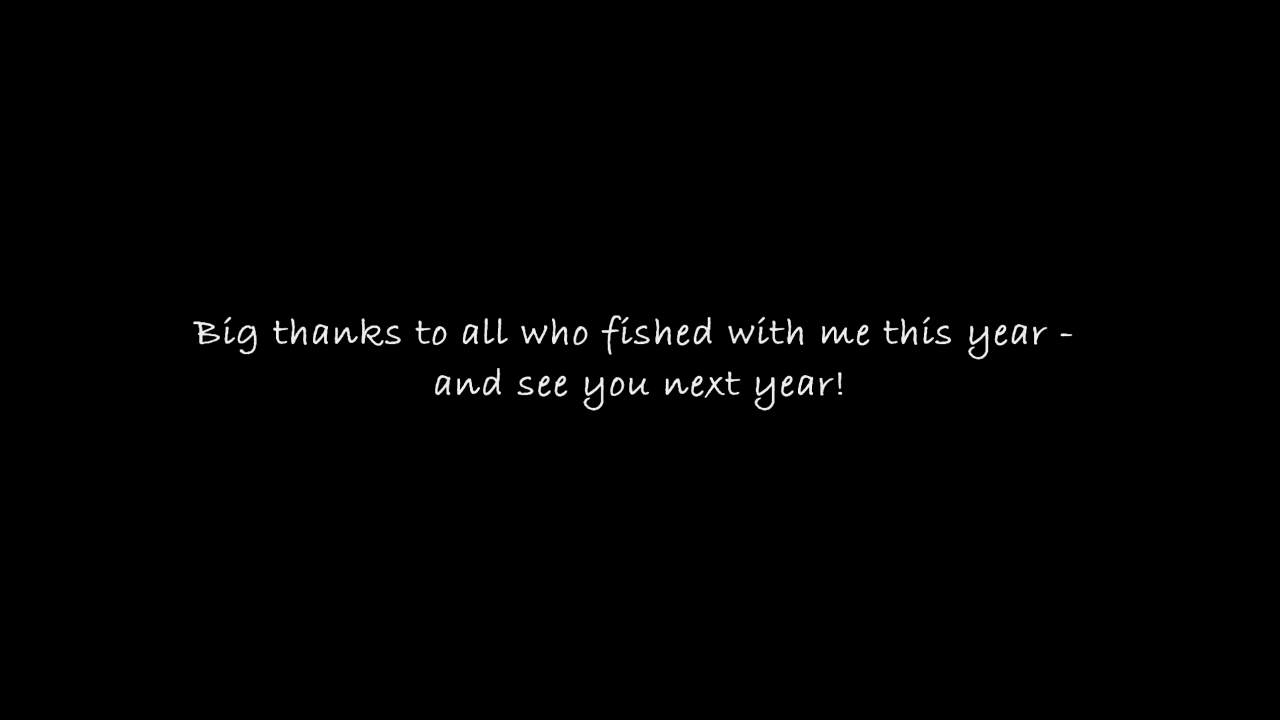 Big thanks to all who fished with me this year -
and see you next year!